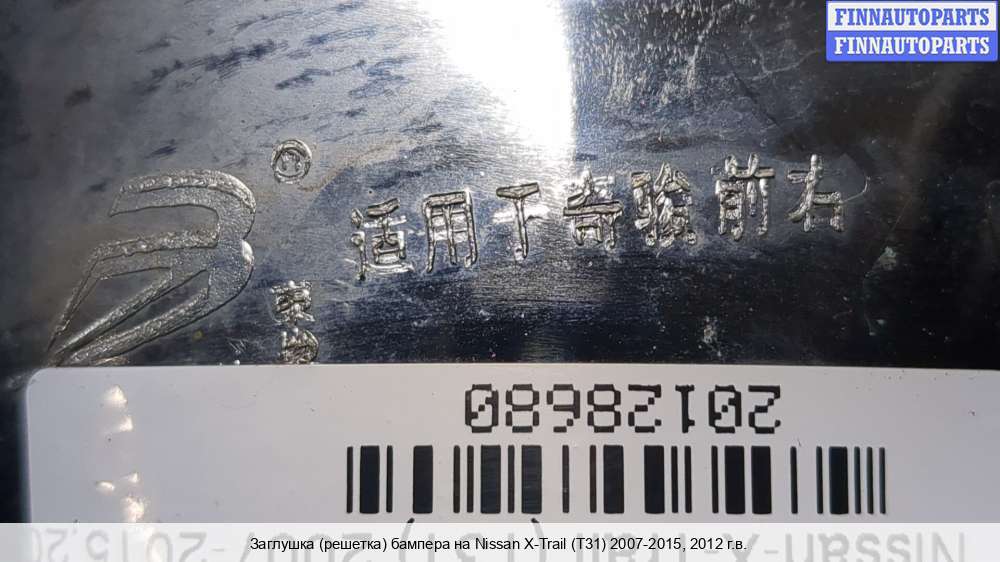 FINNAUTOPARTS
FINNAUTOPARTS
适用于奇骏前右
20128680
Заглушка (решетка) бампера на Nissan X-Trail (T31) 2007-2015, 2012 г.в.